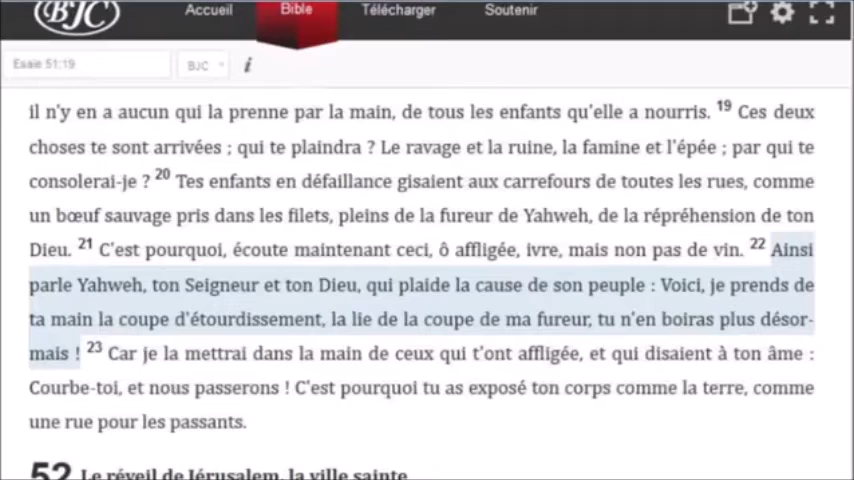 BJC
Accueil
Bible
Télécharger
Soutenir
Esaïe 51:19
BJC
i
il n'y en a aucun qui la prenne par la main, de tous les enfants qu'elle a nourris. 19 Ces deux
choses te sont arrivées ; qui te plaindra ? Le ravage et la ruine, la famine et l'épée ; par qui te
consolerai-je ? 20 Tes enfants en défaillance gisaient aux carrefours de toutes les rues, comme
un bœuf sauvage pris dans les filets, pleins de la fureur de Yahweh, de la répréhension de ton
Dieu. 21 C'est pourquoi, écoute maintenant ceci, ô affligée, ivre, mais non pas de vin. 22 Ainsi
parle Yahweh, ton Seigneur et ton Dieu, qui plaide la cause de son peuple : Voici, je prends de
ta main la coupe d'étourdissement, la lie de la coupe de ma fureur, tu n'en boiras plus désor-
mais ! 23 Car je la mettrai dans la main de ceux qui t'ont affligée, et qui disaient à ton âme :
Courbe-toi, et nous passerons ! C'est pourquoi tu as exposé ton corps comme la terre, comme
une rue pour les passants.
52 Le réveil de Jérusalem, la ville sainte